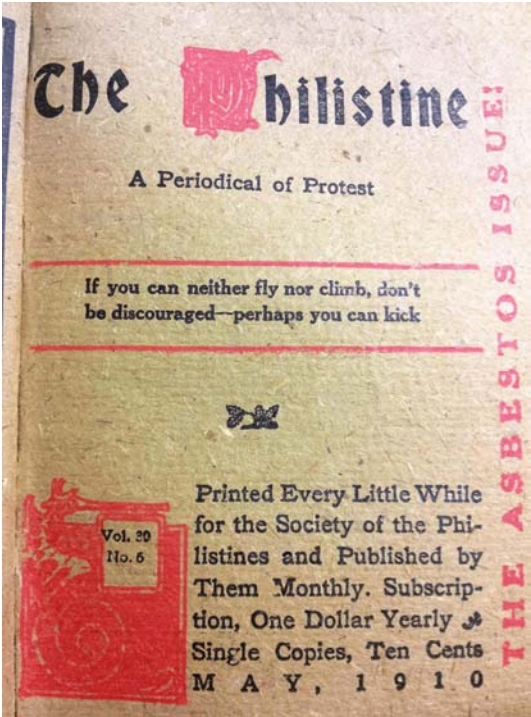 The Philistine
A Periodical of Protest
If you can neither fly nor climb, don't
be discouraged—perhaps you can kick
Vol. 30
No. 6
Printed Every Little While
for the Society of the Phi-
listines and Published by
Them Monthly. Subscrip-
tion, One Dollar Yearly
Single Copies, Ten Cents
MAY, 1910
THE ASBESTOS ISSUE!